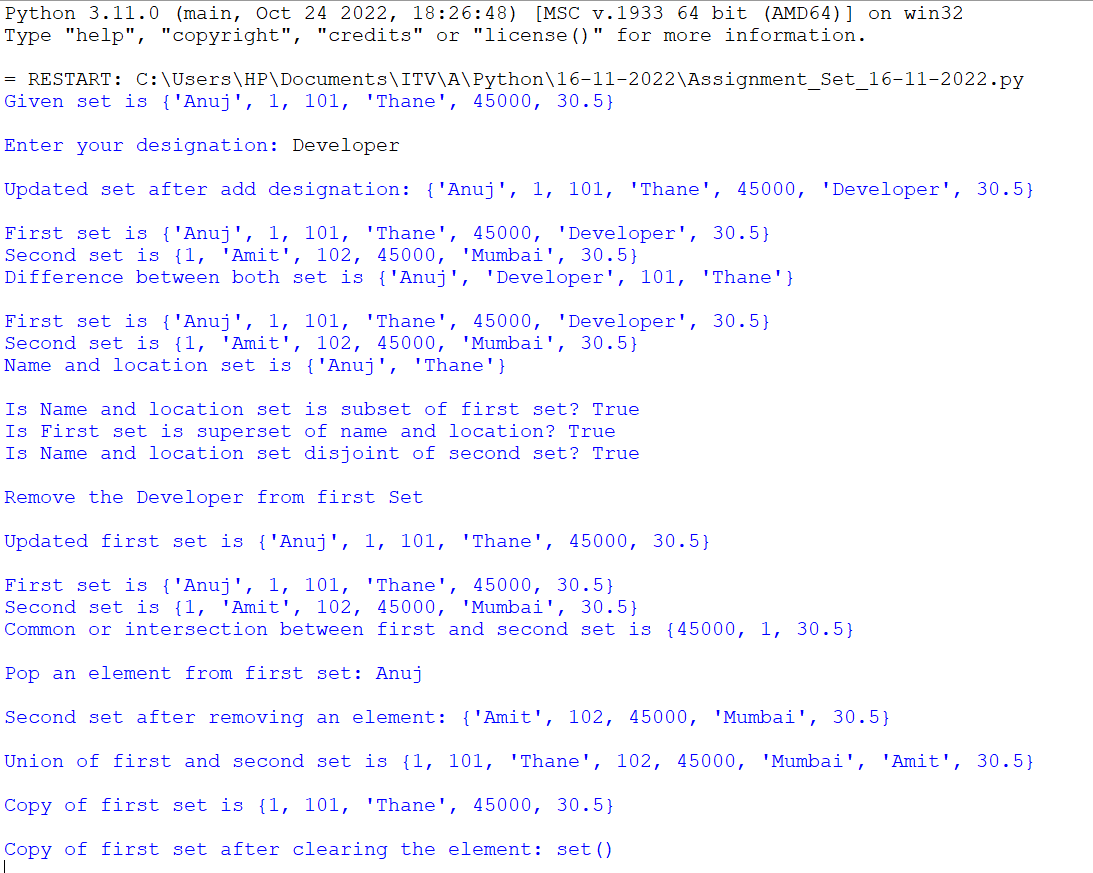 Python 3.11.0 (main, Oct 24 2022, 18:26:48) [MSC v.1933 64 bit (AMD64)] on win32
Type "help", "copyright", "credits" or "license()" for more information.
= RESTART: C:\Users\HP\Documents\ITV\A\Python\16-11-2022\Assignment_Set_16-11-2022.py
Given set is {'Anuj', 1, 101, 'Thane', 45000, 30.5}
Enter your designation: Developer
Updated set after add designation: {'Anuj', 1, 101, 'Thane', 45000, 'Developer', 30.5}
First set is {'Anuj', 1, 101, 'Thane', 45000, 'Developer', 30.5}
Second set is {1, 'Amit', 102, 45000, 'Mumbai', 30.5}
Difference between both set is {'Anuj', 'Developer', 101, 'Thane'}
First set is {'Anuj', 1, 101, 'Thane', 45000, 'Developer', 30.5}
Second set is {1, 'Amit', 102, 45000, 'Mumbai', 30.5}
Name and location set is {'Anuj', 'Thane'}
Is Name and location set is subset of first set? True
Is First set is superset of name and location? True
Is Name and location set disjoint of second set? True
Remove the Developer from first Set
Updated first set is {'Anuj', 1, 101, 'Thane', 45000, 30.5}
First set is {'Anuj', 1, 101, 'Thane', 45000, 30.5}
Second set is {1, 'Amit', 102, 45000, 'Mumbai', 30.5}
Common or intersection between first and second set is {45000, 1, 30.5}
Pop an element from first set: Anuj
Second set after removing an element: {'Amit', 102, 45000, 'Mumbai', 30.5}
Union of first and second set is {1, 101, 'Thane', 102, 45000, 'Mumbai', 'Amit', 30.5}
Copy of first set is {1, 101, 'Thane', 45000, 30.5}
Copy of first set after clearing the element: set()